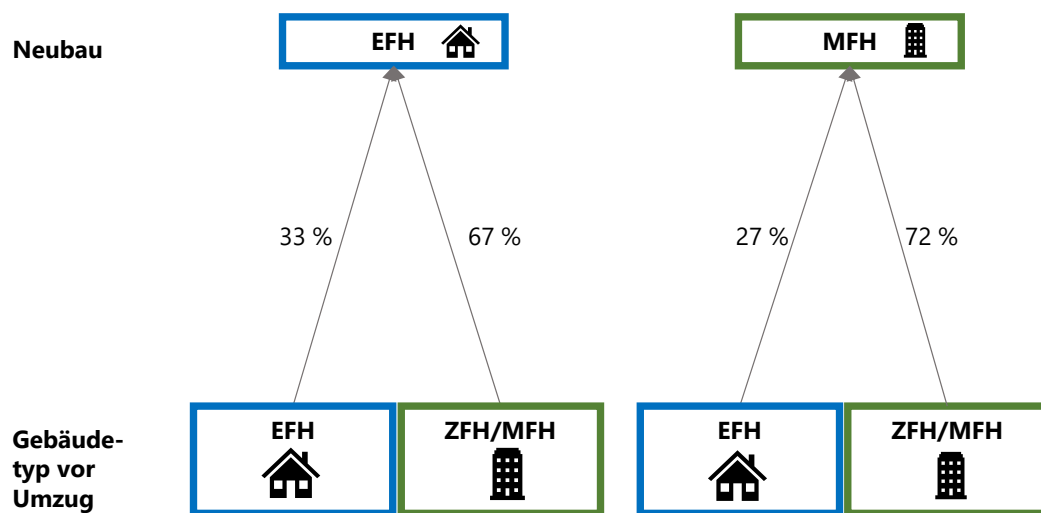 Neubau
EFH
MFH
33 %
67 %
27 %
72 %
Gebäude-
typ vor
Umzug
EFH
ZFH/MFH
EFH
ZFH/MFH